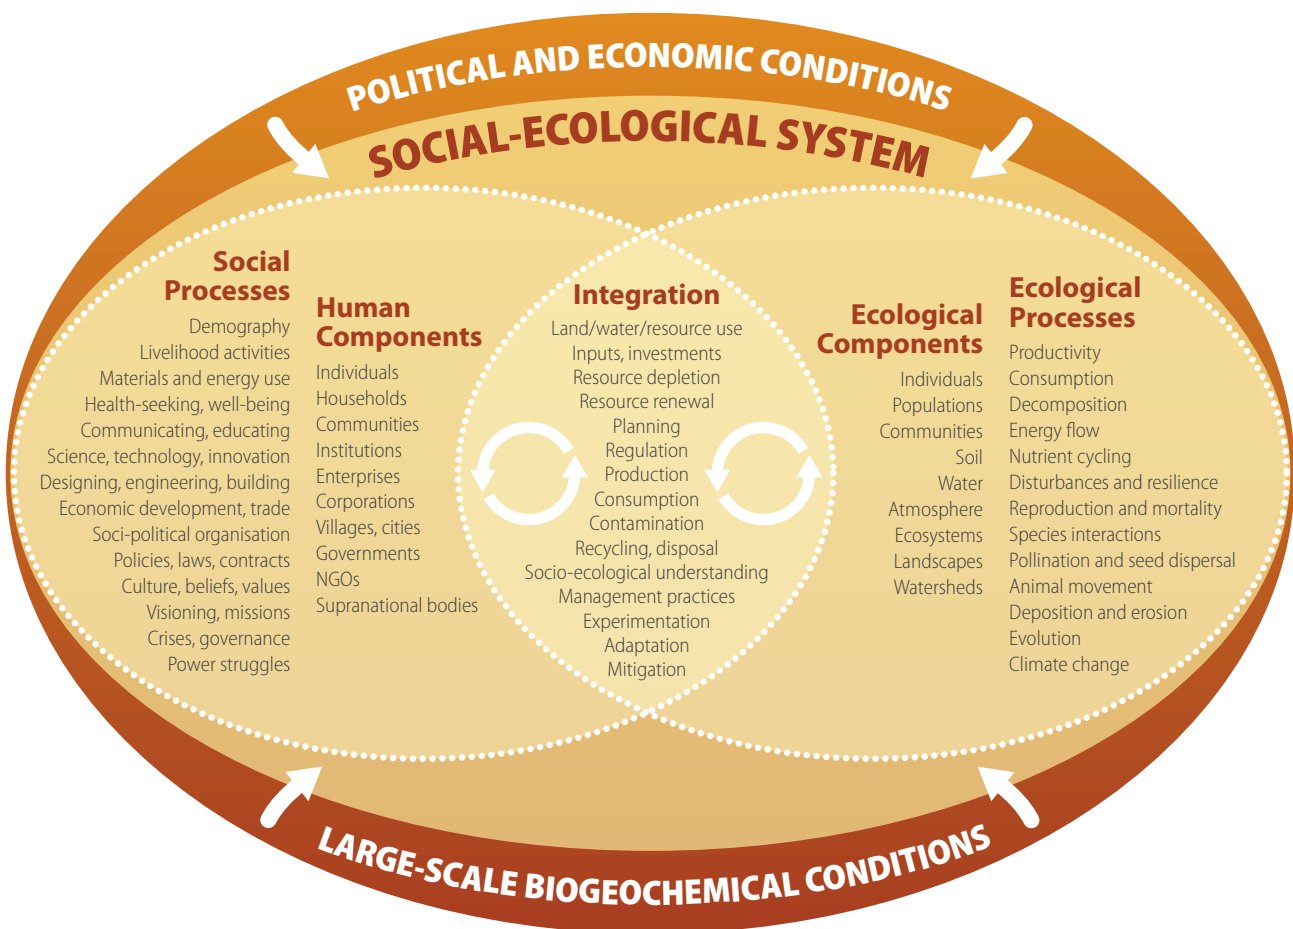 POLITICAL AND ECONOMIC CONDITIONS
SOCIAL-ECOLOGICAL SYSTEM
Social
Processes
Demography
Livelihood activities
Materials and energy use
Health-seeking, well-being
Communicating, educating
Science, technology, innovation
Designing, engineering, building
Economic development, trade
Soci-political organisation
Policies, laws, contracts
Culture, beliefs, values
Visioning, missions
Crises, governance
Power struggles
Human
Components
Individuals
Households
Communities
Institutions
Enterprises
Corporations
Villages, cities
Governments
NGOs
Supranational bodies
Integration
Land/water/resource use
Inputs, investments
Resource depletion
Resource renewal
Planning
Regulation
Production
Consumption
Contamination
Recycling, disposal
Socio-ecological understanding
Management practices
Experimentation
Adaptation
Mitigation
Ecological
Components
Individuals
Populations
Communities
Soil
Water
Atmosphere
Ecosystems
Landscapes
Watersheds
Ecological
Processes
Productivity
Consumption
Decomposition
Energy flow
Nutrient cycling
Disturbances and resilience
Reproduction and mortality
Species interactions
Pollination and seed dispersal
Animal movement
Deposition and erosion
Evolution
Climate change
LARGE-SCALE BIOGEOCHEMICAL CONDITIONS